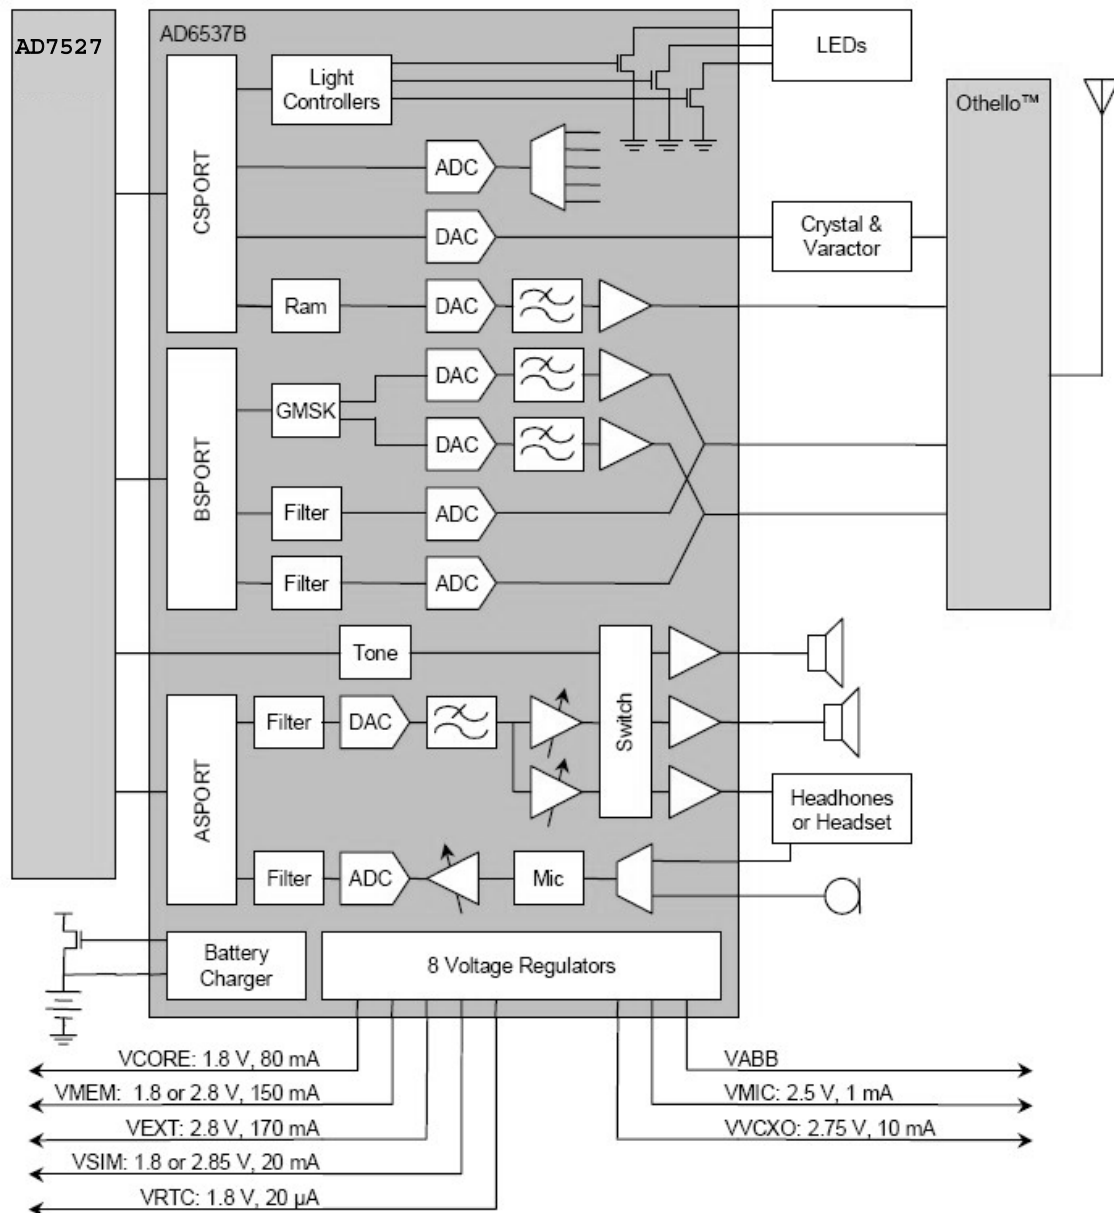 AD7527
AD6537B
Light
Controllers
LEDs
Othello™
CSPORT
ADC
DAC
Crystal &
Varactor
Ram
DAC
BSPORT
GMSK
DAC
DAC
Filter
ADC
Filter
ADC
Tone
ASPORT
Filter
DAC
Switch
Headhones
or Headset
Filter
ADC
Mic
Battery
Charger
8 Voltage Regulators
VCORE: 1.8 V, 80 mA
VABB
VMEM: 1.8 or 2.8 V, 150 mA
VMIC: 2.5 V, 1 mA
VEXT: 2.8 V, 170 mA
VVCXO: 2.75 V, 10 mA
VSIM: 1.8 or 2.85 V, 20 mA
VRTC: 1.8 V, 20 µA